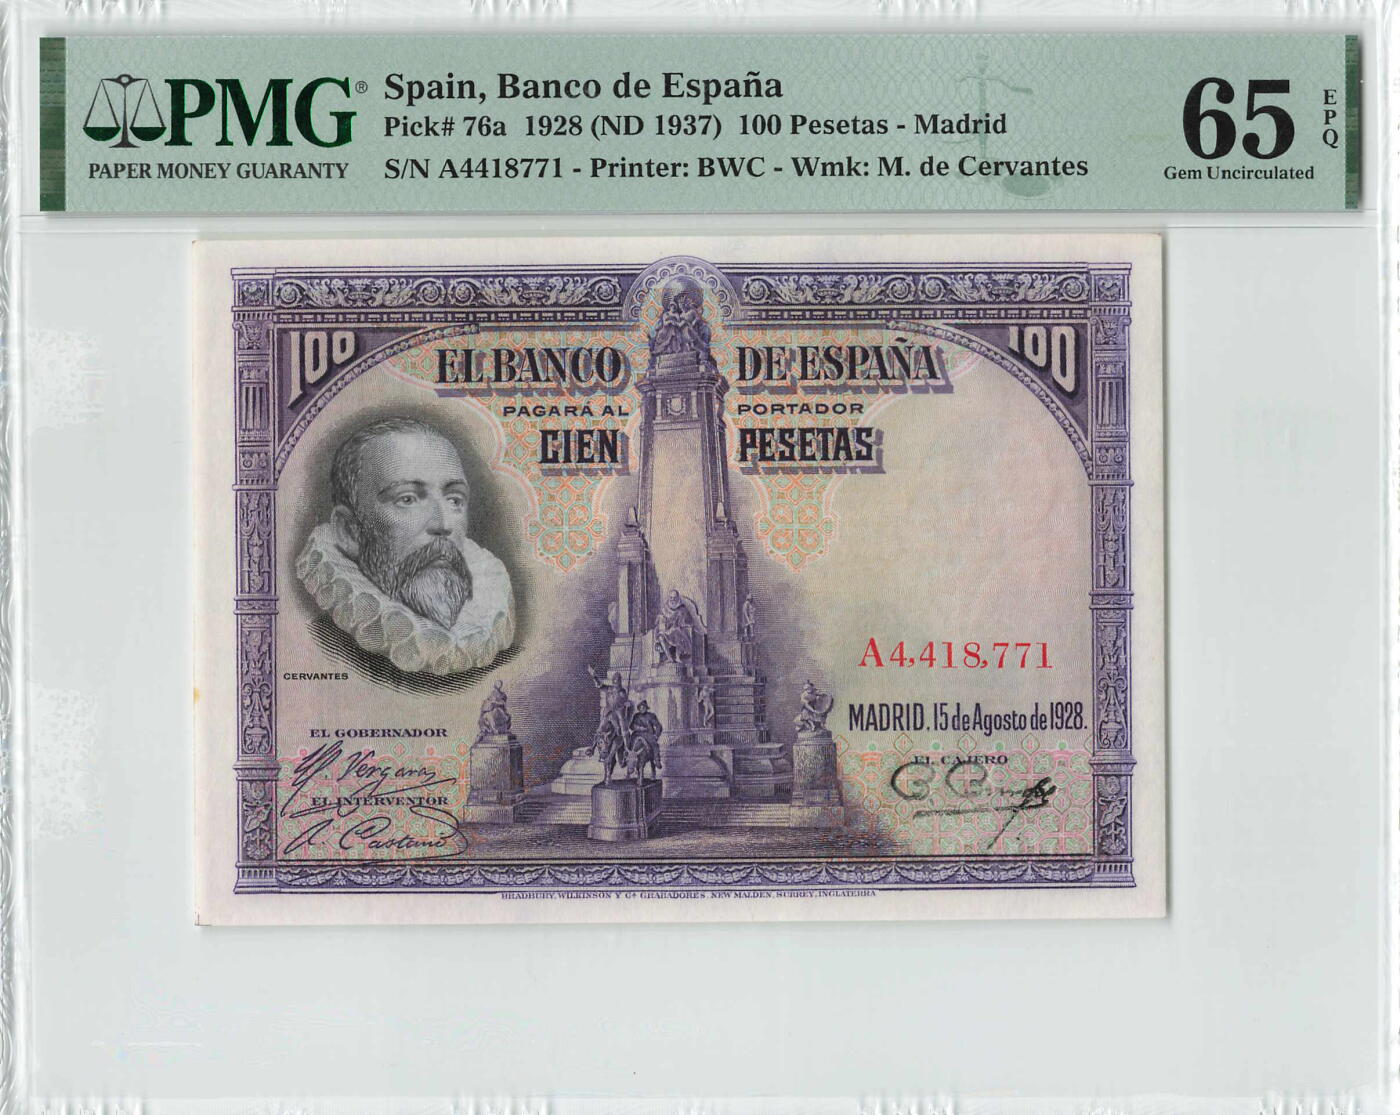 PMG®
PAPER MONEY GUARANTY
Spain, Banco de España
Pick# 76a 1928 (ND 1937) 100 Pesetas - Madrid
S/N A4418771 - Printer: BWC - Wmk: M. de Cervantes
65
EPQ
Gem Uncirculated
100
100
EL BANCO DE ESPAÑA
PAGARÁ AL PORTADOR
CIEN PESETAS
CERVANTES
A4,418,771
MADRID, 15 de Agosto de 1928.
EL GOBERNADOR
EL CAJERO
EL INTERVENTOR
BRADBURY, WILKINSON Y Cª GRABADORES, NEW MALDEN, SURREY, INGLATERRA